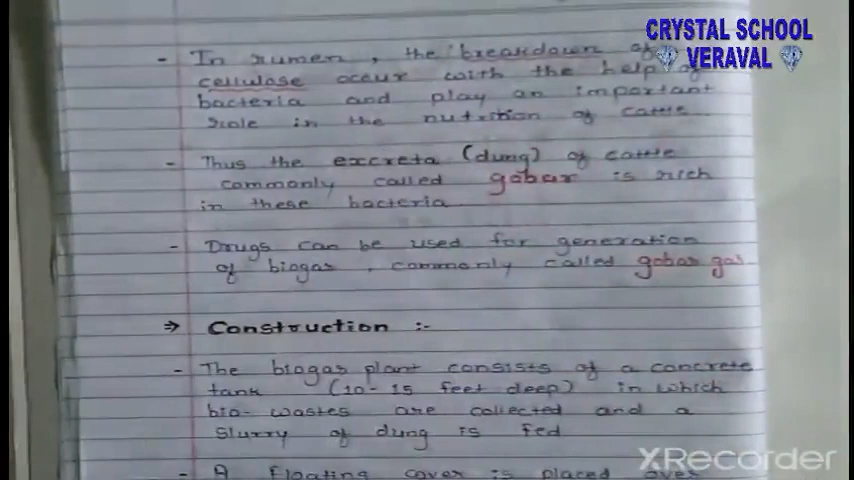 CRYSTAL SCHOOL
VERAVAL
- In rumen, the breakdown of
cellulose occur with the help of
bacteria and play an important
role in the nutrition of cattle
- Thus the excreta (dung) of cattle
commonly called gobar is rich
in these bacteria
- Drugs can be used for generation
of biogas, commonly called gobar gas
⇒ Construction :-
- The biogas plant consists of a concrete
tank (10-15 feet deep) in which
bio-wastes are collected and a
slurry of dung is fed
- A floating cover is placed over
XRecorder